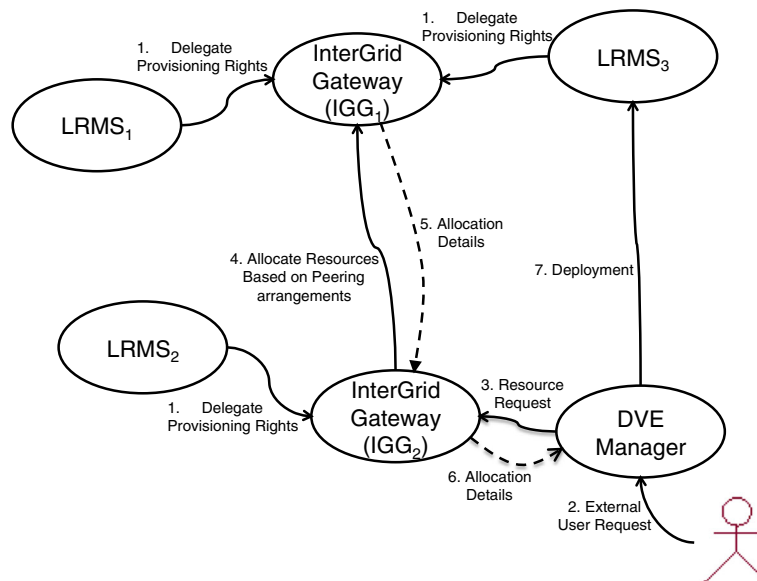 1. Delegate
Provisioning Rights
InterGrid
Gateway
(IGG₁)
1. Delegate
Provisioning Rights
LRMS₃
LRMS₁
5. Allocation
Details
4. Allocate Resources
Based on Peering
arrangements
7. Deployment
LRMS₂
1. Delegate
Provisioning Rights
InterGrid
Gateway
(IGG₂)
3. Resource
Request
DVE
Manager
6. Allocation
Details
2. External
User Request